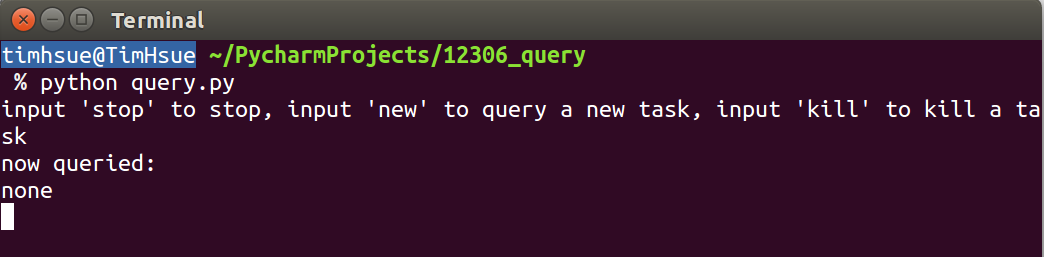 Terminal
timhsue@TimHsue ~/PycharmProjects/12306_query
% python query.py
input 'stop' to stop, input 'new' to query a new task, input 'kill' to kill a ta
sk
now queried:
none